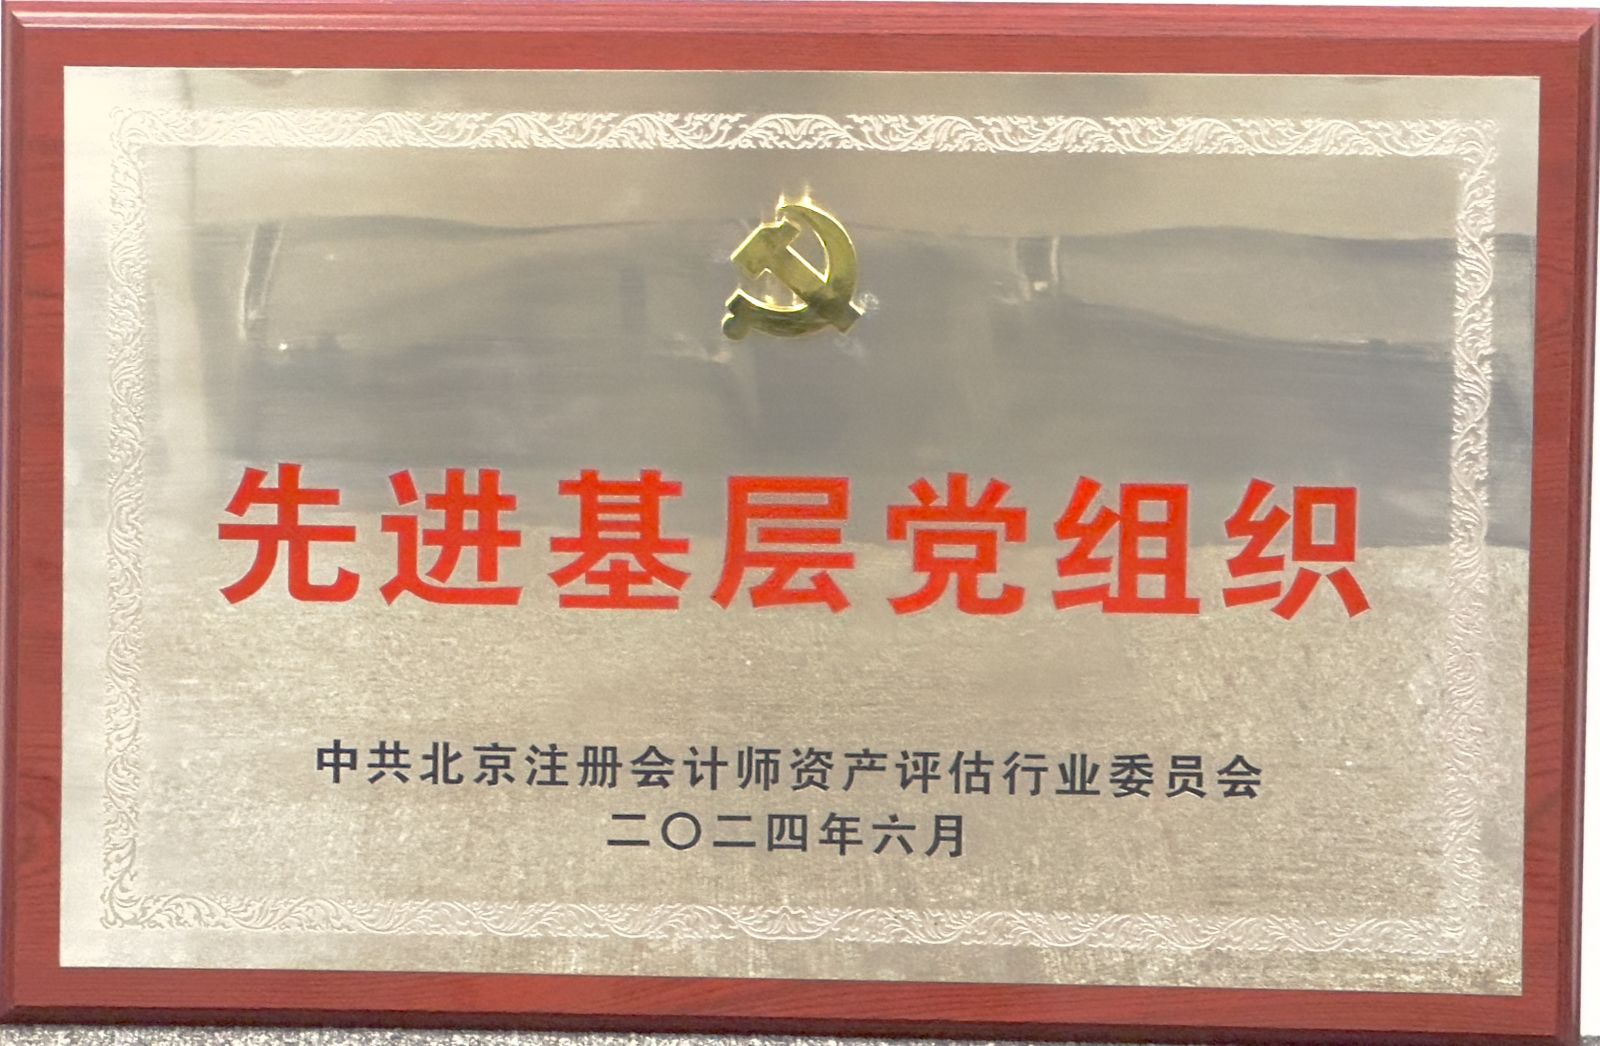 先进基层党组织
中共北京注册会计师资产评估行业委员会
二〇二四年六月